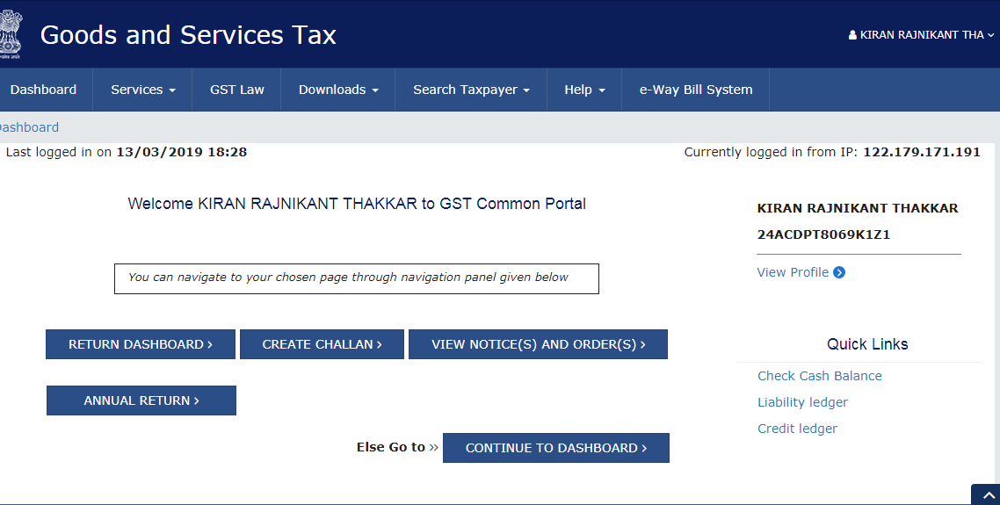 Goods and Services Tax
KIRAN RAJNIKANT THA
Dashboard Services GST Law Downloads Search Taxpayer Help e-Way Bill System
ashboard
Last logged in on 13/03/2019 18:28
Currently logged in from IP: 122.179.171.191
Welcome KIRAN RAJNIKANT THAKKAR to GST Common Portal
KIRAN RAJNIKANT THAKKAR
24ACDPT8069K1Z1
View Profile
You can navigate to your chosen page through navigation panel given below
RETURN DASHBOARD > CREATE CHALLAN > VIEW NOTICE(S) AND ORDER(S) >
ANNUAL RETURN >
Else Go to » CONTINUE TO DASHBOARD >
Quick Links
Check Cash Balance
Liability ledger
Credit ledger